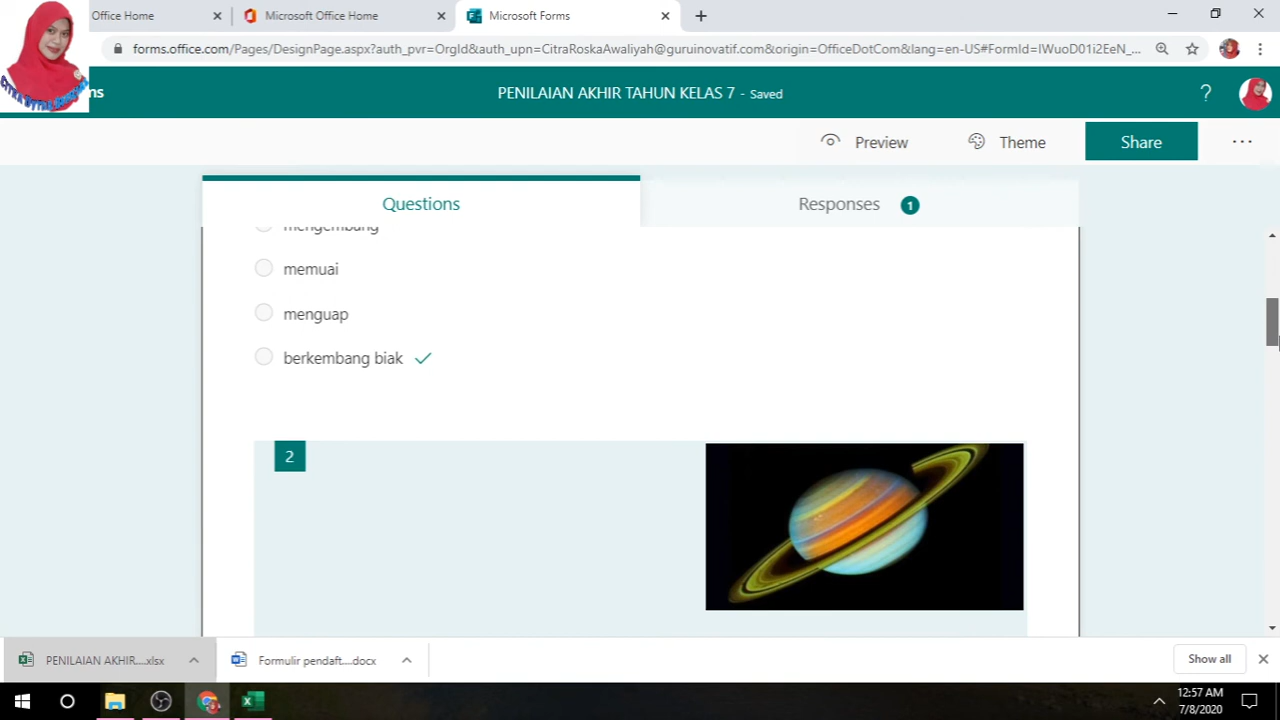 Office Home
Microsoft Office Home
Microsoft Forms
forms.office.com/Pages/DesignPage.aspx?auth_pvr=OrgId&auth_upn=CitraRoskaAwaliyah@guruinovatif.com&origin=OfficeDotCom&lang=en-US#FormId=IWuoD01i2EeN_...
ns
PENILAIAN AKHIR TAHUN KELAS 7 - Saved
?
Preview
Theme
Share
Questions
Responses 1
mengembang
memuai
menguap
berkembang biak
2
PENILAIAN AKHIR....xlsx
Formulir pendaft....docx
Show all
12:57 AM
7/8/2020